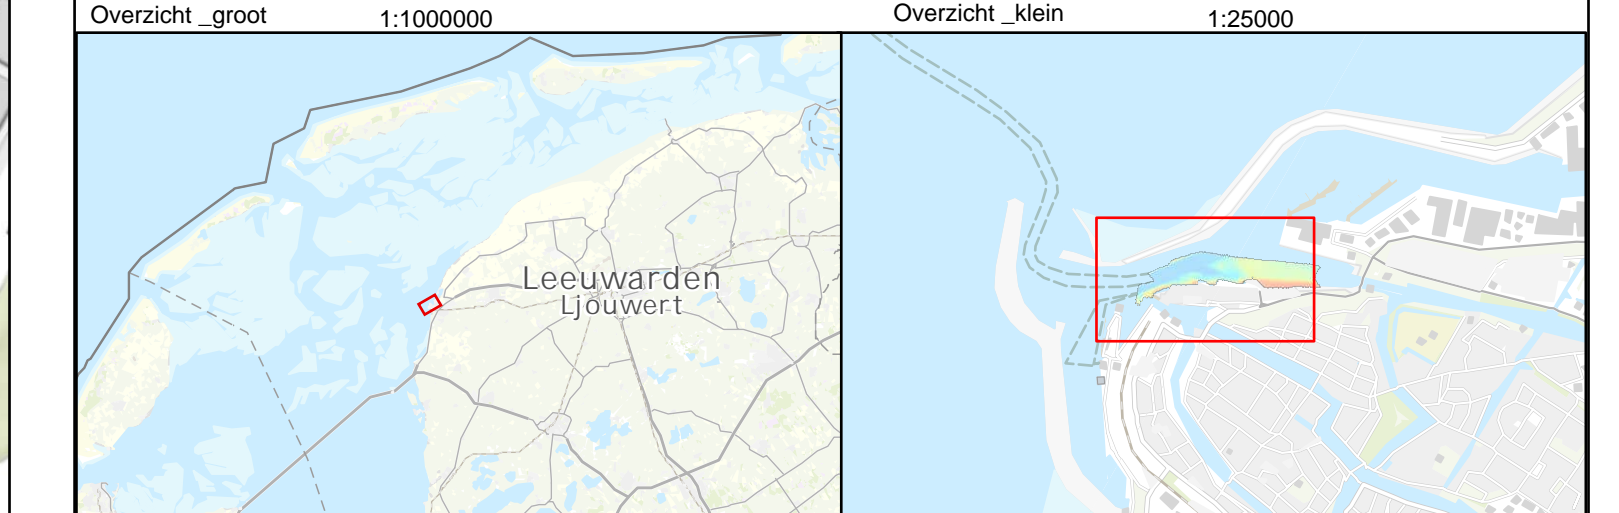 Overzicht _groot 1:1000000
Overzicht _klein 1:25000
Leeuwarden
Ljouwert